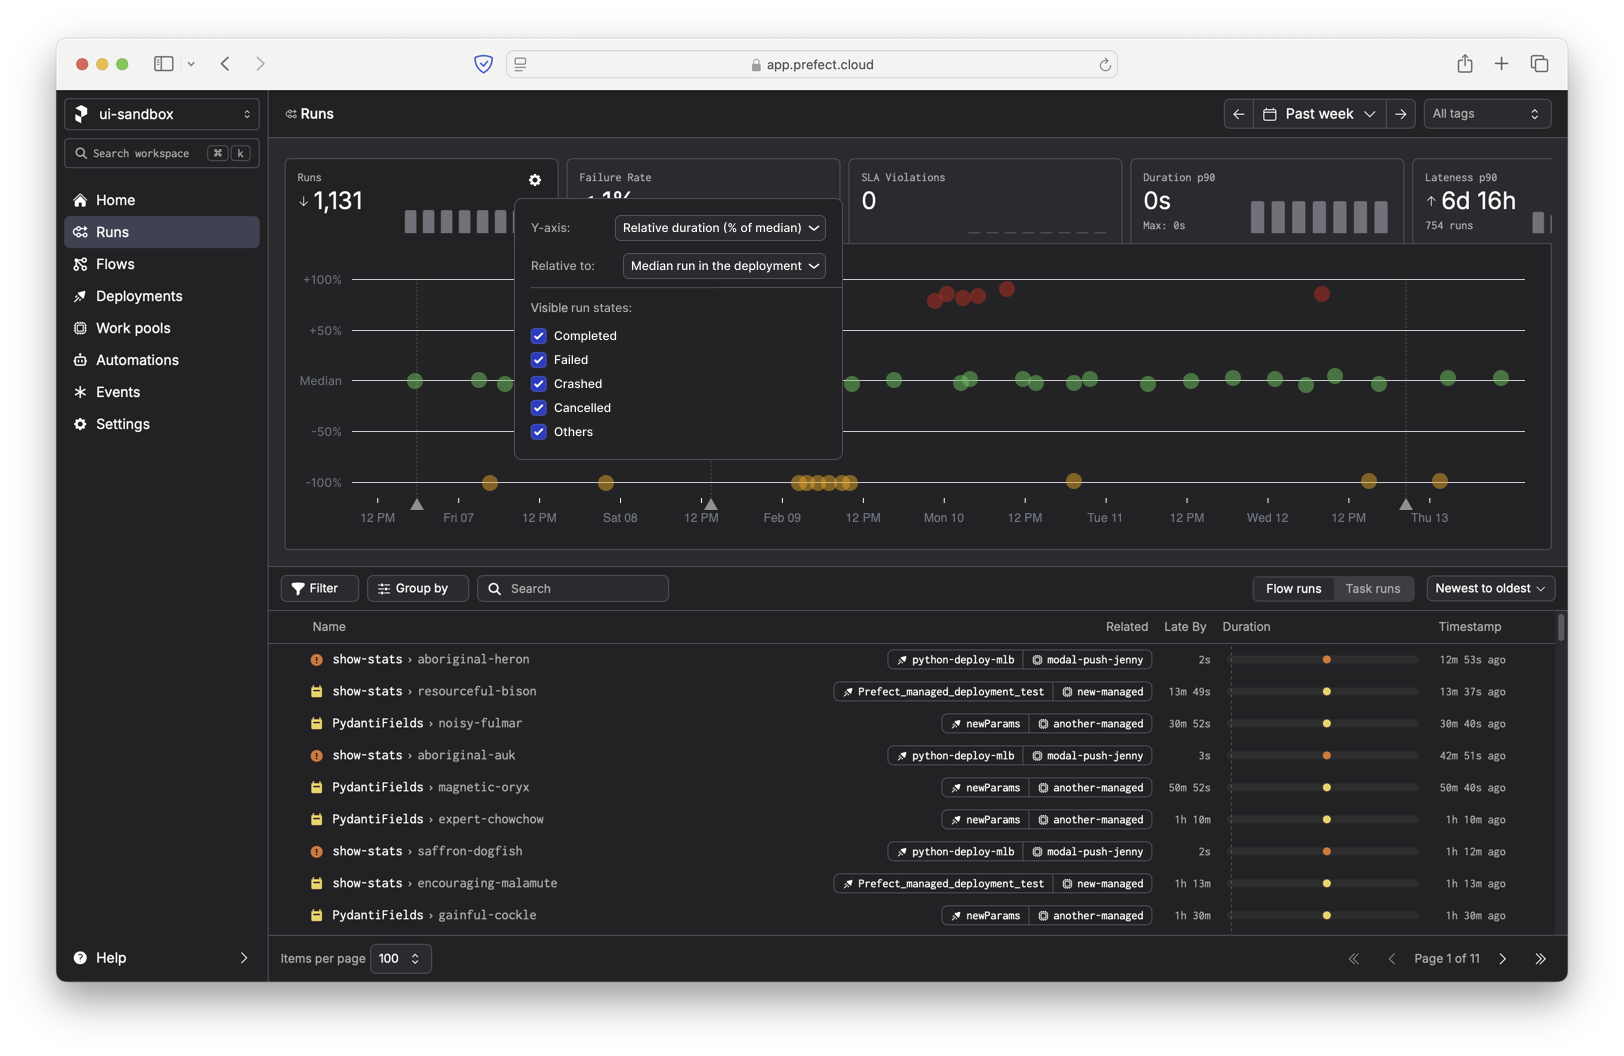 app.prefect.cloud
ui-sandbox
Search workspace ⌘ k
Home
Runs
Flows
Deployments
Work pools
Automations
Events
Settings
Help
Runs
Past week
All tags
Runs
↓ 1,131
Failure Rate
SLA Violations
0
Duration p90
0s
Max: 0s
Lateness p90
↑ 6d 16h
754 runs
Y-axis: Relative duration (% of median)
Relative to: Median run in the deployment
Visible run states:
Completed
Failed
Crashed
Cancelled
Others
+100%
+50%
Median
-50%
-100%
12 PM Fri 07 12 PM Sat 08 12 PM Feb 09 12 PM Mon 10 12 PM Tue 11 12 PM Wed 12 12 PM Thu 13
Filter Group by Search Flow runs Task runs Newest to oldest
Name Related Late By Duration Timestamp
show-stats › aboriginal-heron python-deploy-mlb modal-push-jenny 2s 12m 53s ago
show-stats › resourceful-bison Prefect_managed_deployment_test new-managed 13m 49s 13m 37s ago
PydantiFields › noisy-fulmar newParams another-managed 30m 52s 30m 40s ago
show-stats › aboriginal-auk python-deploy-mlb modal-push-jenny 3s 42m 51s ago
PydantiFields › magnetic-oryx newParams another-managed 50m 52s 50m 40s ago
PydantiFields › expert-chowchow newParams another-managed 1h 10m 1h 10m ago
show-stats › saffron-dogfish python-deploy-mlb modal-push-jenny 2s 1h 12m ago
show-stats › encouraging-malamute Prefect_managed_deployment_test new-managed 1h 13m 1h 13m ago
PydantiFields › gainful-cockle newParams another-managed 1h 30m 1h 30m ago
Items per page 100 Page 1 of 11